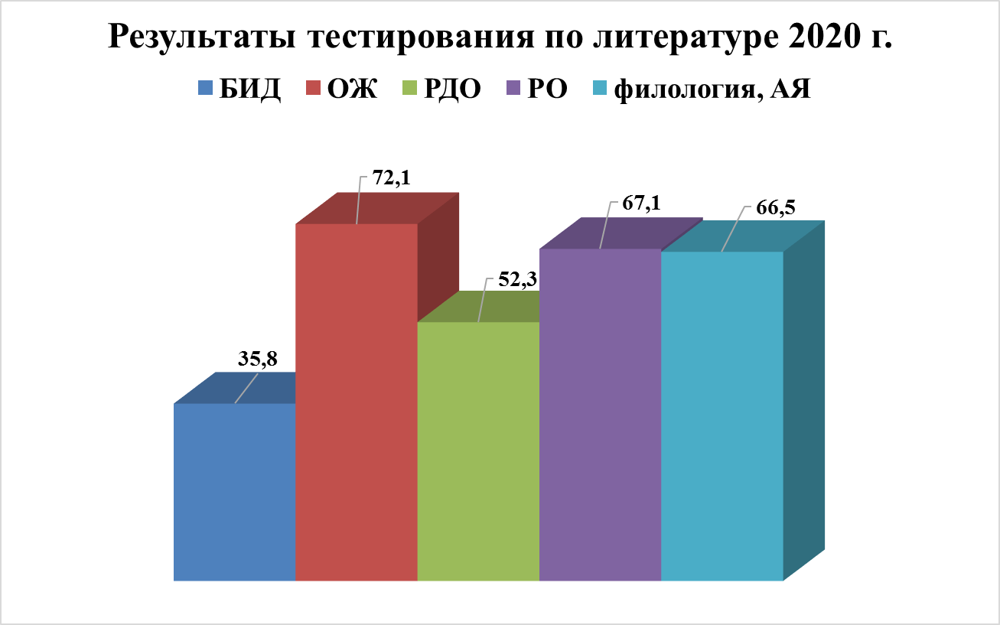 Результаты тестирования по литературе 2020 г.
БИД ОЖ РДО РО филология, АЯ
72,1
67,1
66,5
52,3
35,8